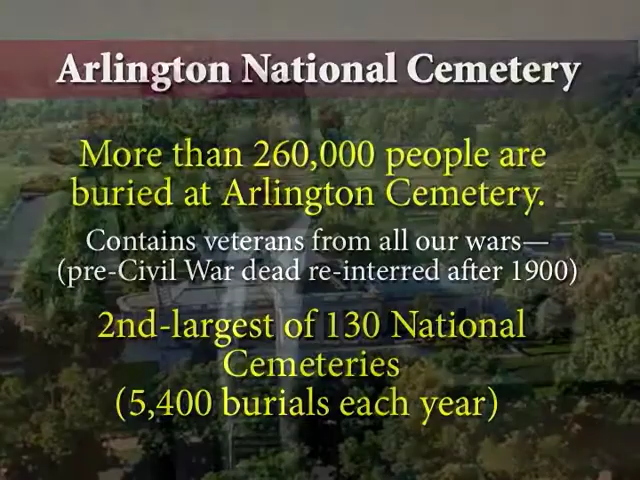 Arlington National Cemetery
More than 260,000 people are
buried at Arlington Cemetery.
Contains veterans from all our wars—
(pre-Civil War dead re-interred after 1900)
2nd-largest of 130 National
Cemeteries
(5,400 burials each year)